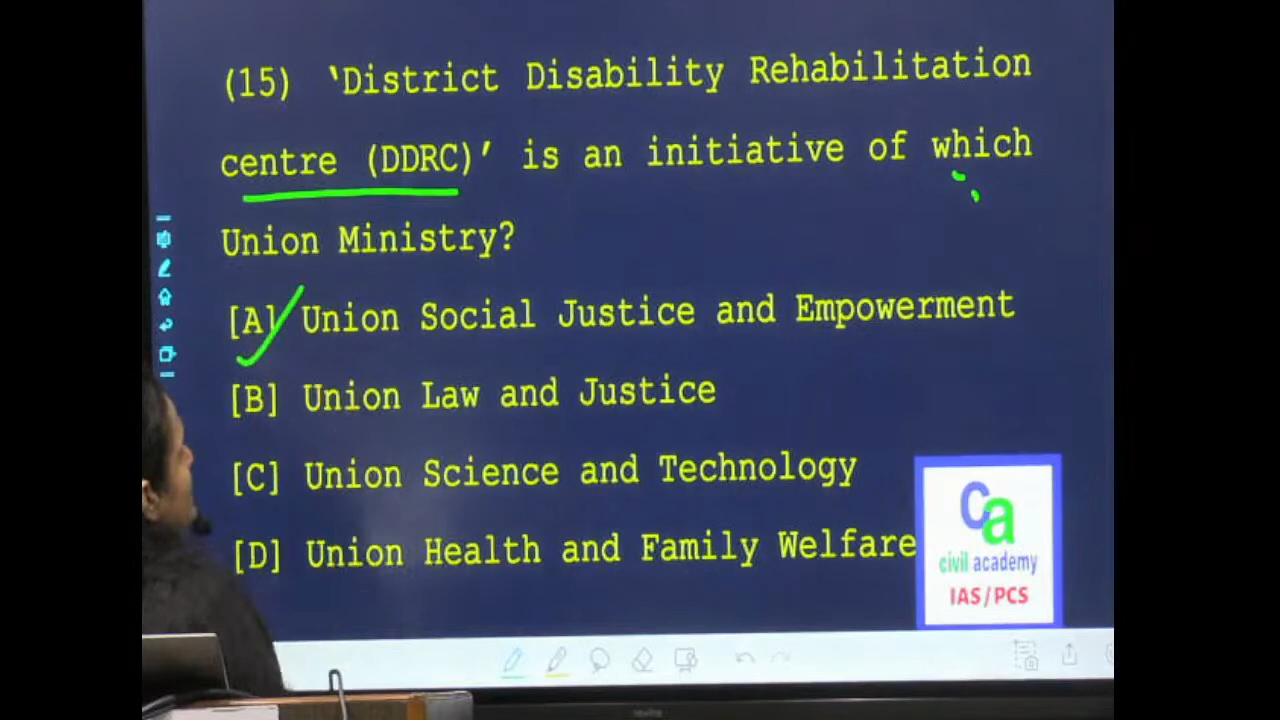 (15) ‘District Disability Rehabilitation
centre (DDRC)’ is an initiative of which
Union Ministry?
[A] Union Social Justice and Empowerment
[B] Union Law and Justice
[C] Union Science and Technology
[D] Union Health and Family Welfare
Ca
civil academy
IAS/PCS